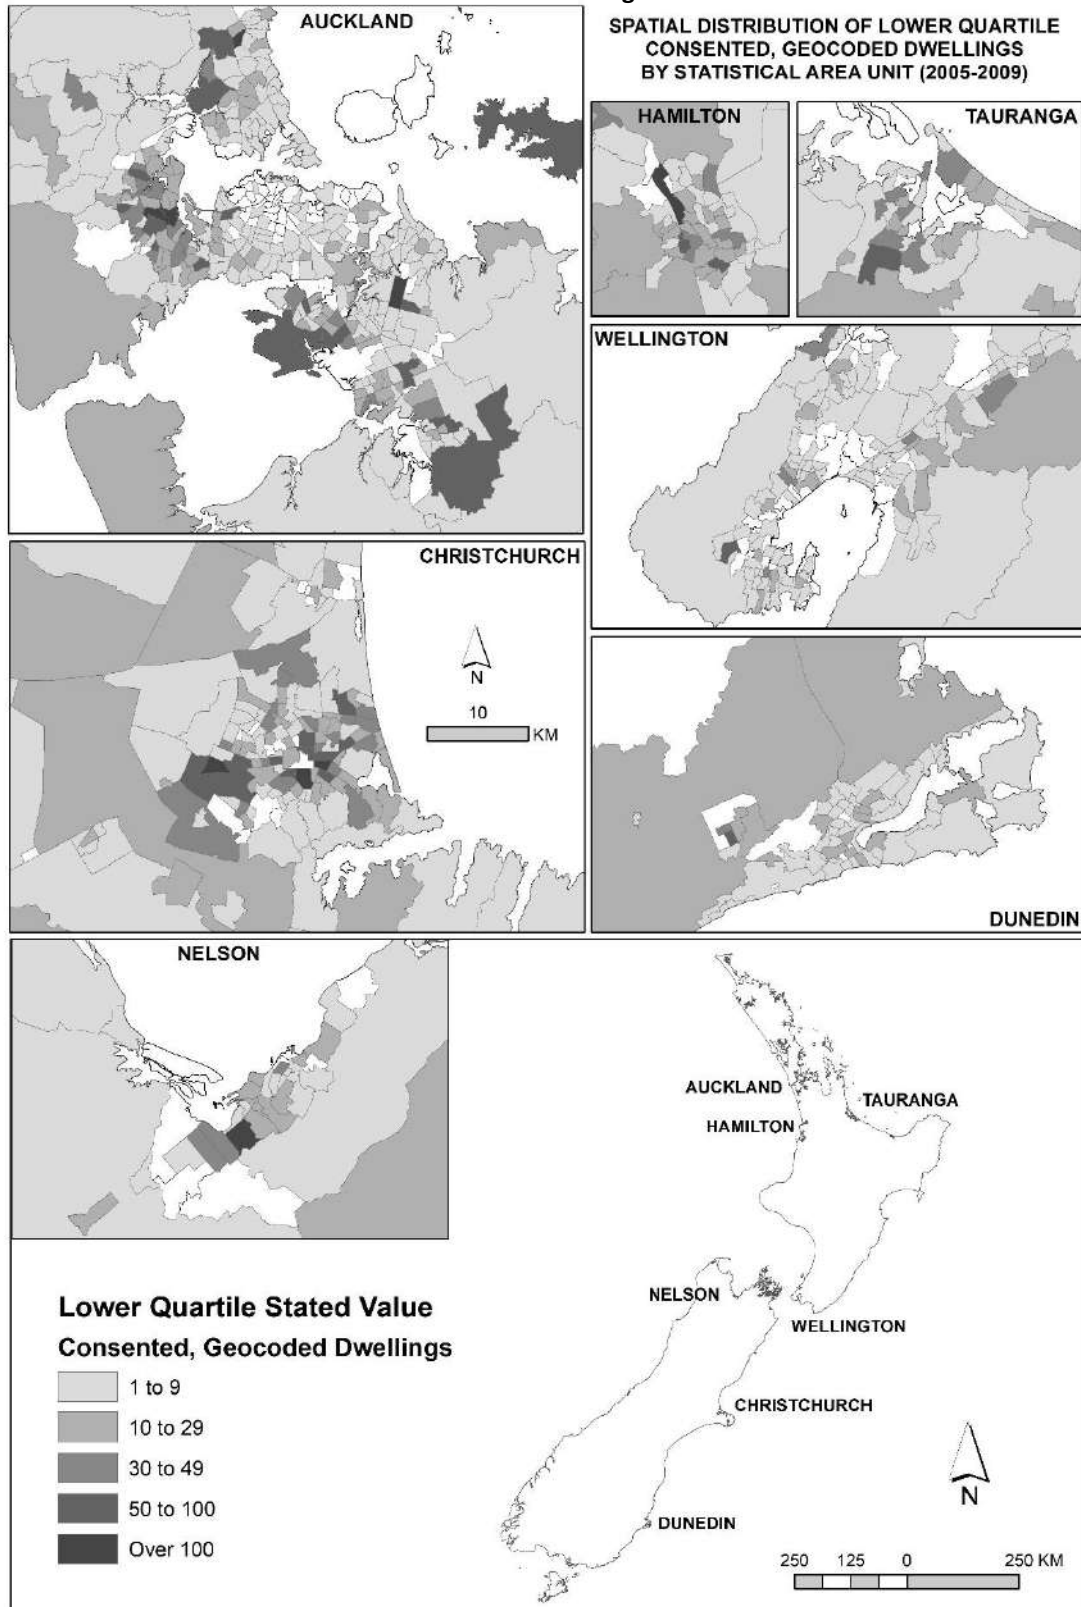 AUCKLAND
SPATIAL DISTRIBUTION OF LOWER QUARTILE
CONSENTED, GEOCODED DWELLINGS
BY STATISTICAL AREA UNIT (2005-2009)
HAMILTON
TAURANGA
WELLINGTON
CHRISTCHURCH
N
10
KM
DUNEDIN
NELSON
AUCKLAND
TAURANGA
HAMILTON
NELSON
WELLINGTON
CHRISTCHURCH
DUNEDIN
Lower Quartile Stated Value
Consented, Geocoded Dwellings
1 to 9
10 to 29
30 to 49
50 to 100
Over 100
N
250 125 0 250 KM